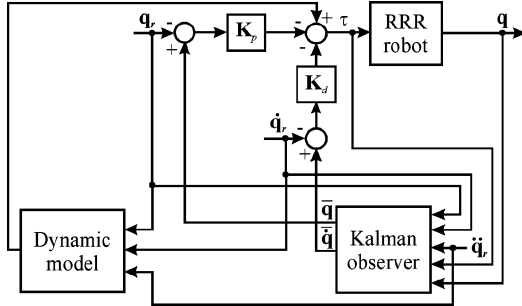 q_r - + K_p - + τ RRR robot q
-
K_d
q̇_r - +
q̄
q̄̇
Dynamic model
Kalman observer
q̈_r